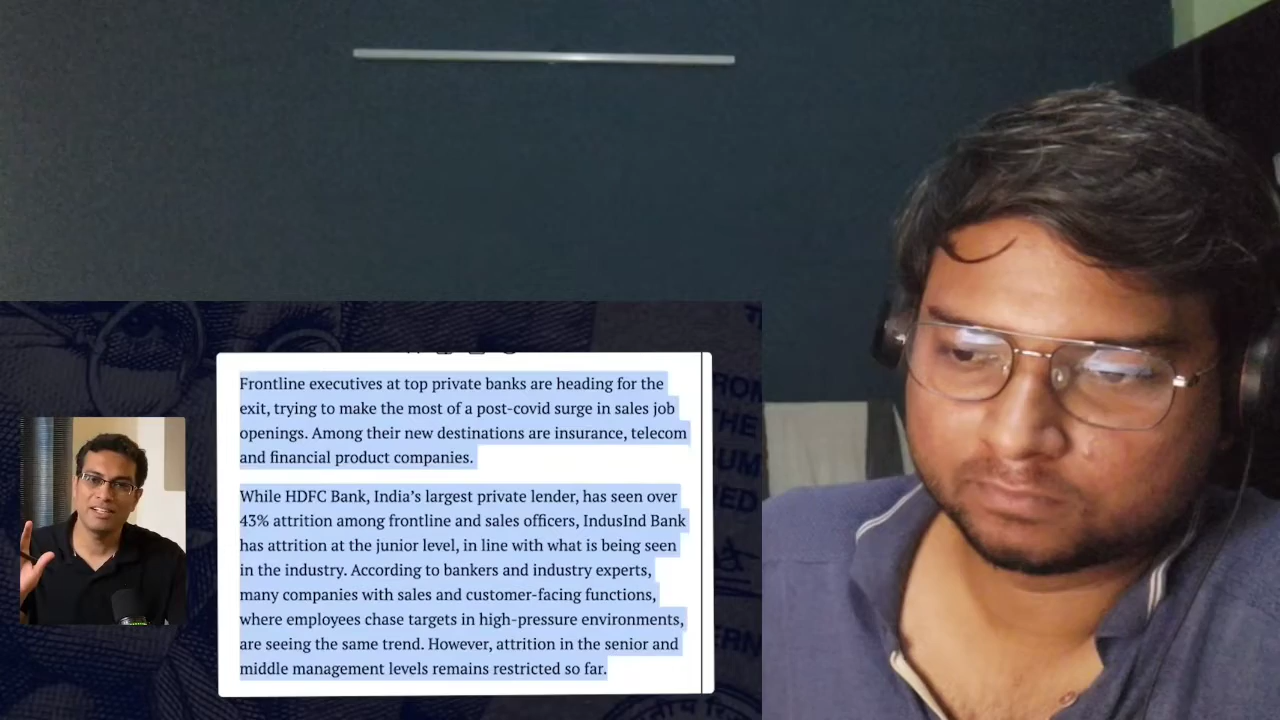 Frontline executives at top private banks are heading for the
exit, trying to make the most of a post-covid surge in sales job
openings. Among their new destinations are insurance, telecom
and financial product companies.
While HDFC Bank, India's largest private lender, has seen over
43% attrition among frontline and sales officers, IndusInd Bank
has attrition at the junior level, in line with what is being seen
in the industry. According to bankers and industry experts,
many companies with sales and customer-facing functions,
where employees chase targets in high-pressure environments,
are seeing the same trend. However, attrition in the senior and
middle management levels remains restricted so far.
THE